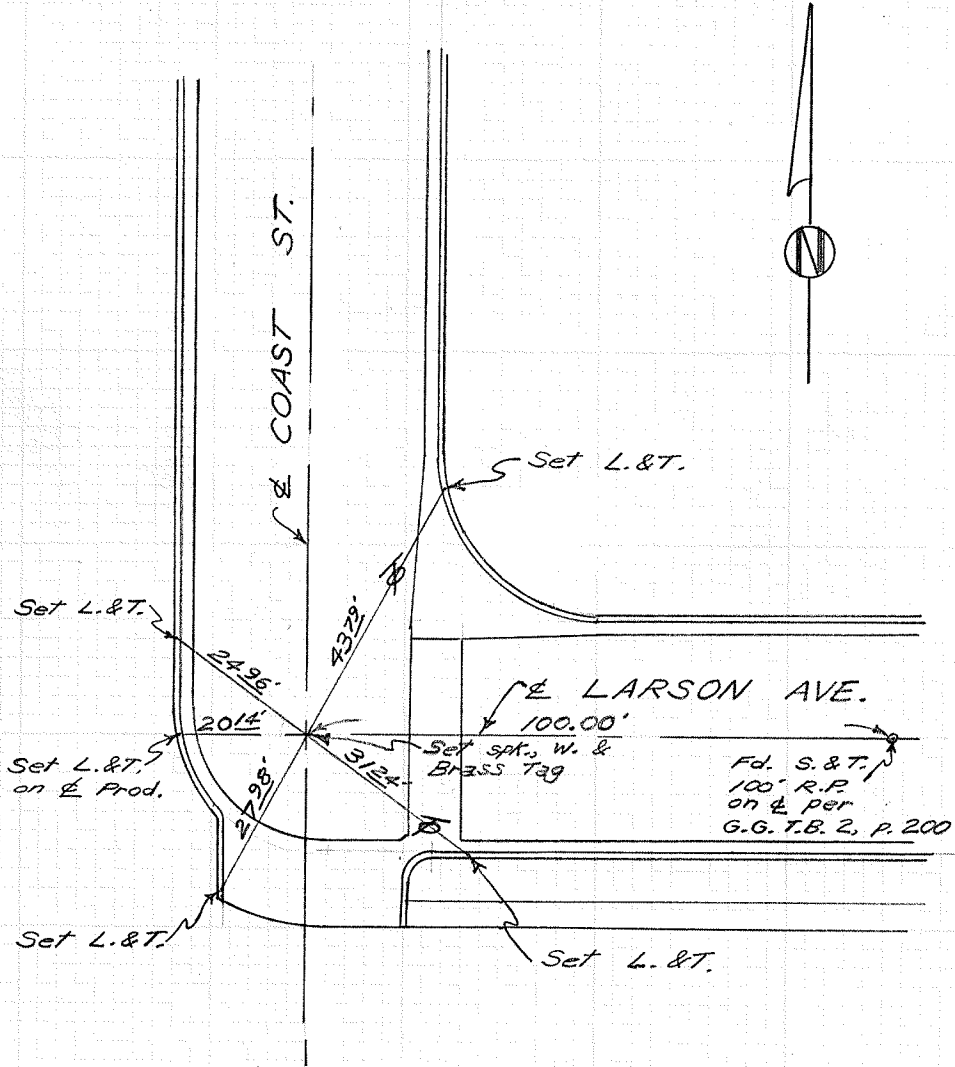 N
℄ COAST ST.
Set L.&T.
Set L.&T.
43.79'
24.96'
℄ LARSON AVE.
20.14'
100.00'
Set L.&T.
on ℄ Prod.
Set spk., W. &
Brass Tag
31.24'
27.98'
Fd. S.&T.
100' R.P.
on ℄ per
G.G. T.B. 2, P. 200
Set L.&T.
Set L.&T.